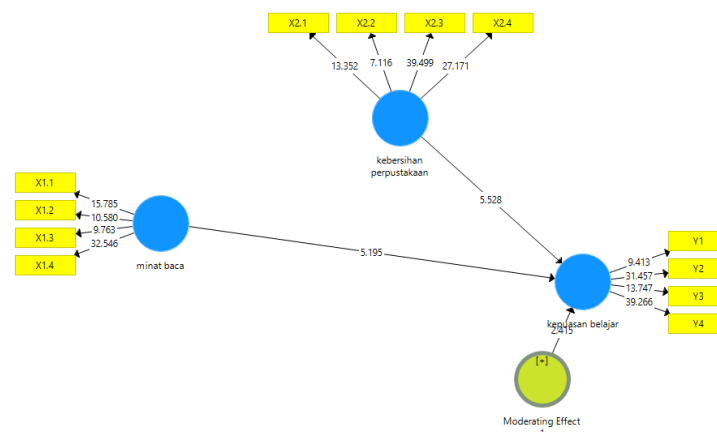 X2.1 X2.2 X2.3 X2.4
13.352 7.116 39.499 27.171
kebersihan
perpustakaan
5.528
X1.1
X1.2
X1.3
X1.4
15.785
10.580
9.763
32.546
minat baca
5.195
Y1
Y2
Y3
Y4
9.413
31.457
13.747
39.266
kepuasan belajar
2.415
[+]
Moderating Effect
1